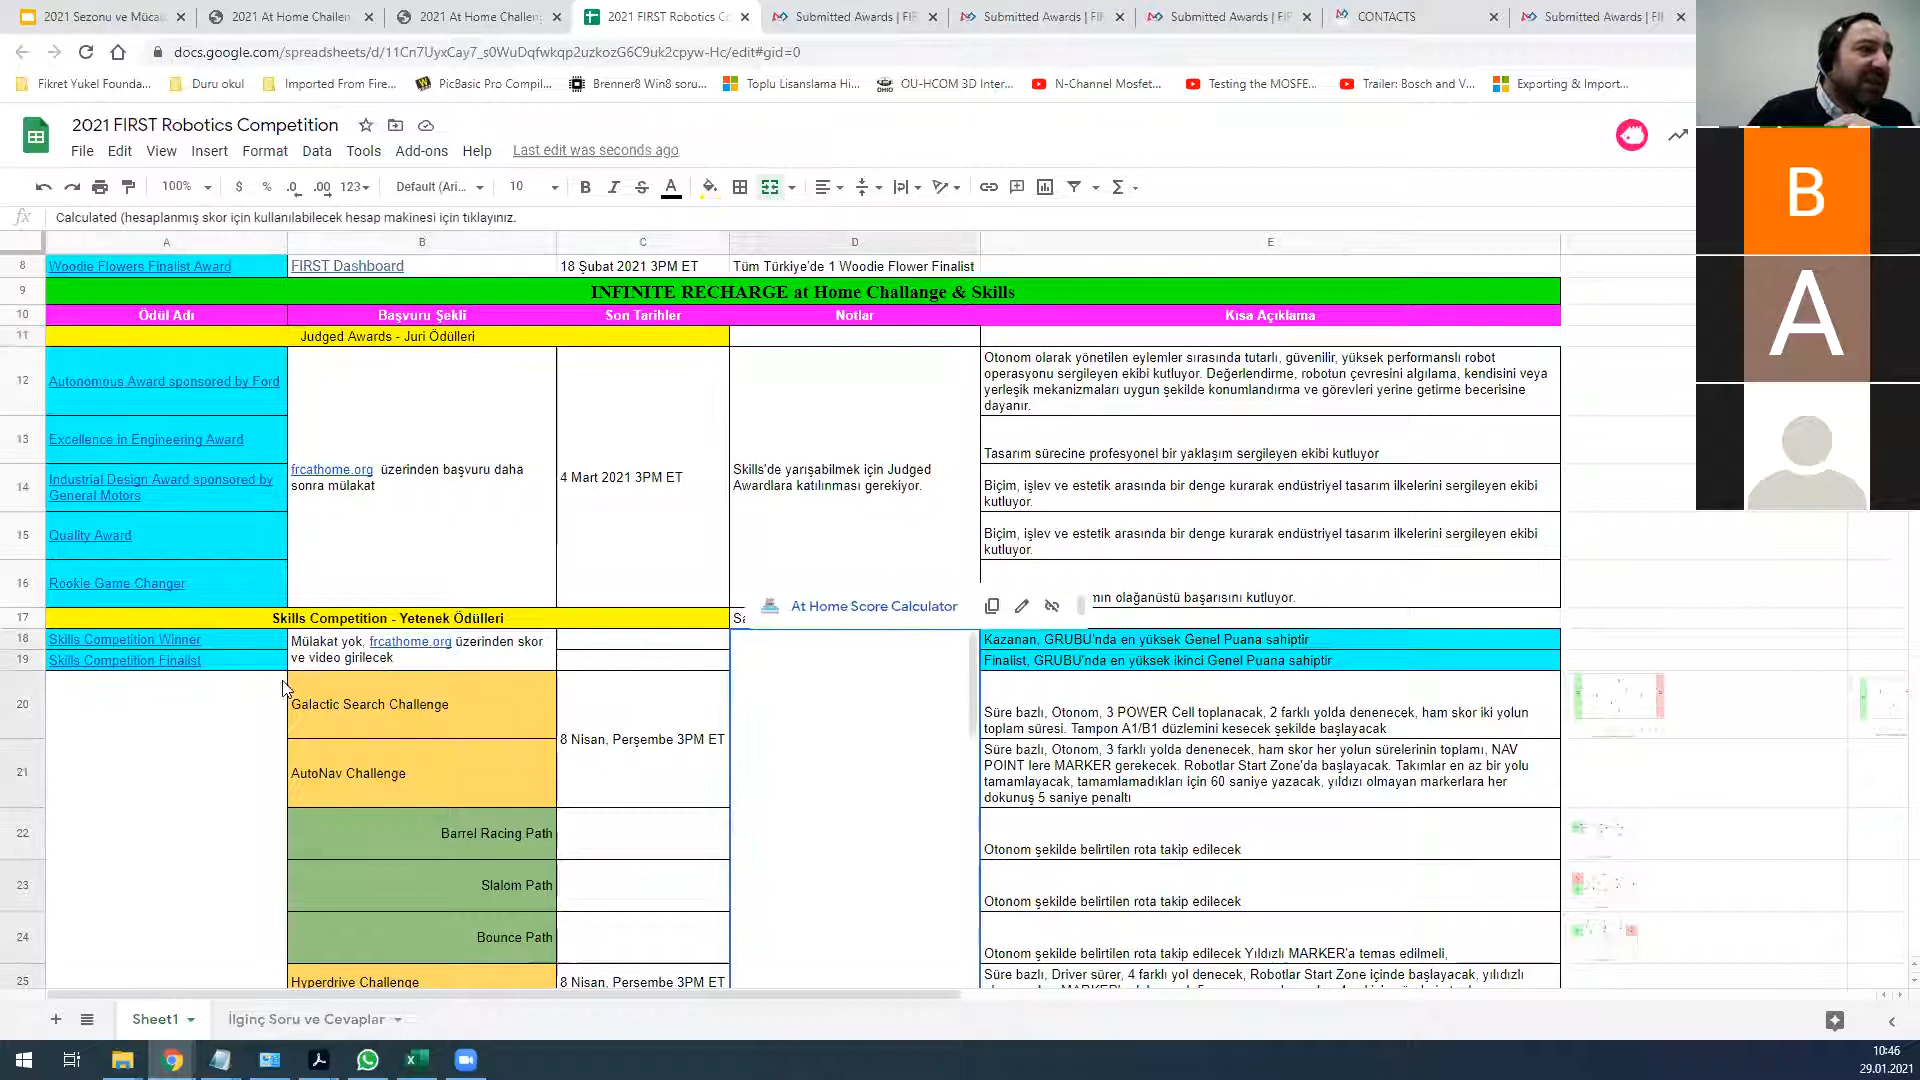 2021 Sezonu ve Mücad
2021 At Home Challen
2021 At Home Challen
2021 FIRST Robotics Co
Submitted Awards | FIR
Submitted Awards | FIR
Submitted Awards | FIR
CONTACTS
Submitted Awards | FI
docs.google.com/spreadsheets/d/11Cn7UyxCay7_s0WuDqfwkqp2uzkozG6C9uk2cpyw-Hc/edit#gid=0
Fikret Yukel Founda...
Duru okul
Imported From Fire...
PicBasic Pro Compil...
Brenner8 Win8 soru...
Toplu Lisanslama Hi...
OU-HCOM 3D Inter...
N-Channel Mosfet...
Testing the MOSFE...
Trailer: Bosch and V...
Exporting & Import...
2021 FIRST Robotics Competition
File Edit View Insert Format Data Tools Add-ons Help Last edit was seconds ago
100% $ % .0 .00 123 Default (Ari... 10 B I S A
fx Calculated (hesaplanmış skor için kullanılabilecek hesap makinesi için tıklayınız.
A B C D E
8 Woodie Flowers Finalist Award FIRST Dashboard 18 Şubat 2021 3PM ET Tüm Türkiye'de 1 Woodie Flower Finalist
9 INFINITE RECHARGE at Home Challange & Skills
10 Ödül Adı Başvuru Şekli Son Tarihler Notlar Kısa Açıklama
11 Judged Awards - Juri Ödülleri
12 Autonomous Award sponsored by Ford
Otonom olarak yönetilen eylemler sırasında tutarlı, güvenilir, yüksek performanslı robot
operasyonu sergileyen ekibi kutluyor. Değerlendirme, robotun çevresini algılama, kendisini veya
yerleşik mekanizmaları uygun şekilde konumlandırma ve görevleri yerine getirme becerisine
dayanır.
13 Excellence in Engineering Award
Tasarım sürecine profesyonel bir yaklaşım sergileyen ekibi kutluyor
frcathome.org üzerinden başvuru daha
sonra mülakat
4 Mart 2021 3PM ET
Skills'de yarışabilmek için Judged
Awardlara katılınması gerekiyor.
14 Industrial Design Award sponsored by
General Motors
Biçim, işlev ve estetik arasında bir denge kurarak endüstriyel tasarım ilkelerini sergileyen ekibi
kutluyor.
15 Quality Award
Biçim, işlev ve estetik arasında bir denge kurarak endüstriyel tasarım ilkelerini sergileyen ekibi
kutluyor.
16 Rookie Game Changer
olağanüstü başarısını kutluyor.
At Home Score Calculator
17 Skills Competition - Yetenek Ödülleri
18 Skills Competition Winner
Mülakat yok, frcathome.org üzerinden skor
ve video girilecek
Kazanan, GRUBU'nda en yüksek Genel Puana sahiptir
19 Skills Competition Finalist
Finalist, GRUBU'nda en yüksek ikinci Genel Puana sahiptir
20 Galactic Search Challenge
Süre bazlı, Otonom, 3 POWER Cell toplanacak, 2 farklı yolda denenecek, ham skor iki yolun
toplam süresi. Tampon A1/B1 düzlemini kesecek şekilde başlayacak
8 Nisan, Perşembe 3PM ET
21 AutoNav Challenge
Süre bazlı, Otonom, 3 farklı yolda denenecek, ham skor her yolun sürelerinin toplamı, NAV
POINT lere MARKER gerekecek. Robotlar Start Zone'da başlayacak. Takımlar en az bir yolu
tamamlayacak, tamamlamadıkları için 60 saniye yazacak, yıldızı olmayan markerlara her
dokunuş 5 saniye penaltı
22 Barrel Racing Path
Otonom şekilde belirtilen rota takip edilecek
23 Slalom Path
Otonom şekilde belirtilen rota takip edilecek
24 Bounce Path
Otonom şekilde belirtilen rota takip edilecek Yıldızlı MARKER'a temas edilmeli,
25 Hyperdrive Challenge 8 Nisan, Persembe 3PM ET
Süre bazlı, Driver sürer, 4 farklı yol denecek, Robotlar Start Zone içinde başlayacak, yılıdızlı
Sheet1
İlginç Soru ve Cevaplar
B
A
10:46
29.01.2021